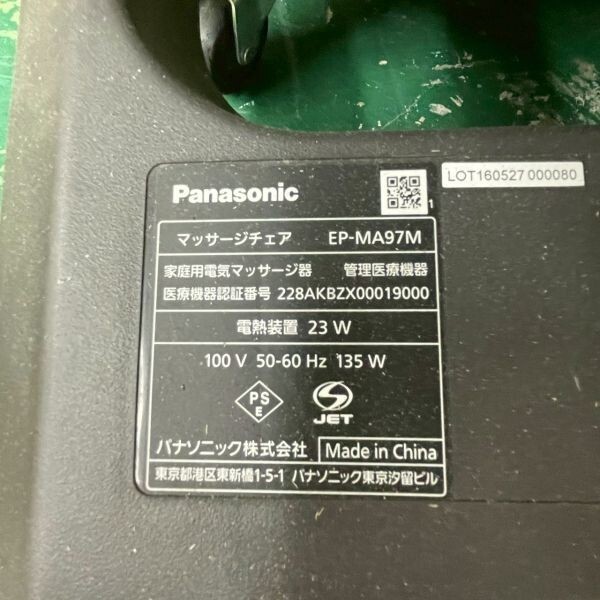 Panasonic
1
LOT160527 000080
マッサージチェア EP-MA97M
家庭用電気マッサージ器 管理医療機器
医療機器認証番号 228AKBZX00019000
電熱装置 23 W
100 V 50-60 Hz 135 W
PS
E
JET
パナソニック株式会社 Made in China
東京都港区東新橋1-5-1 パナソニック東京汐留ビル